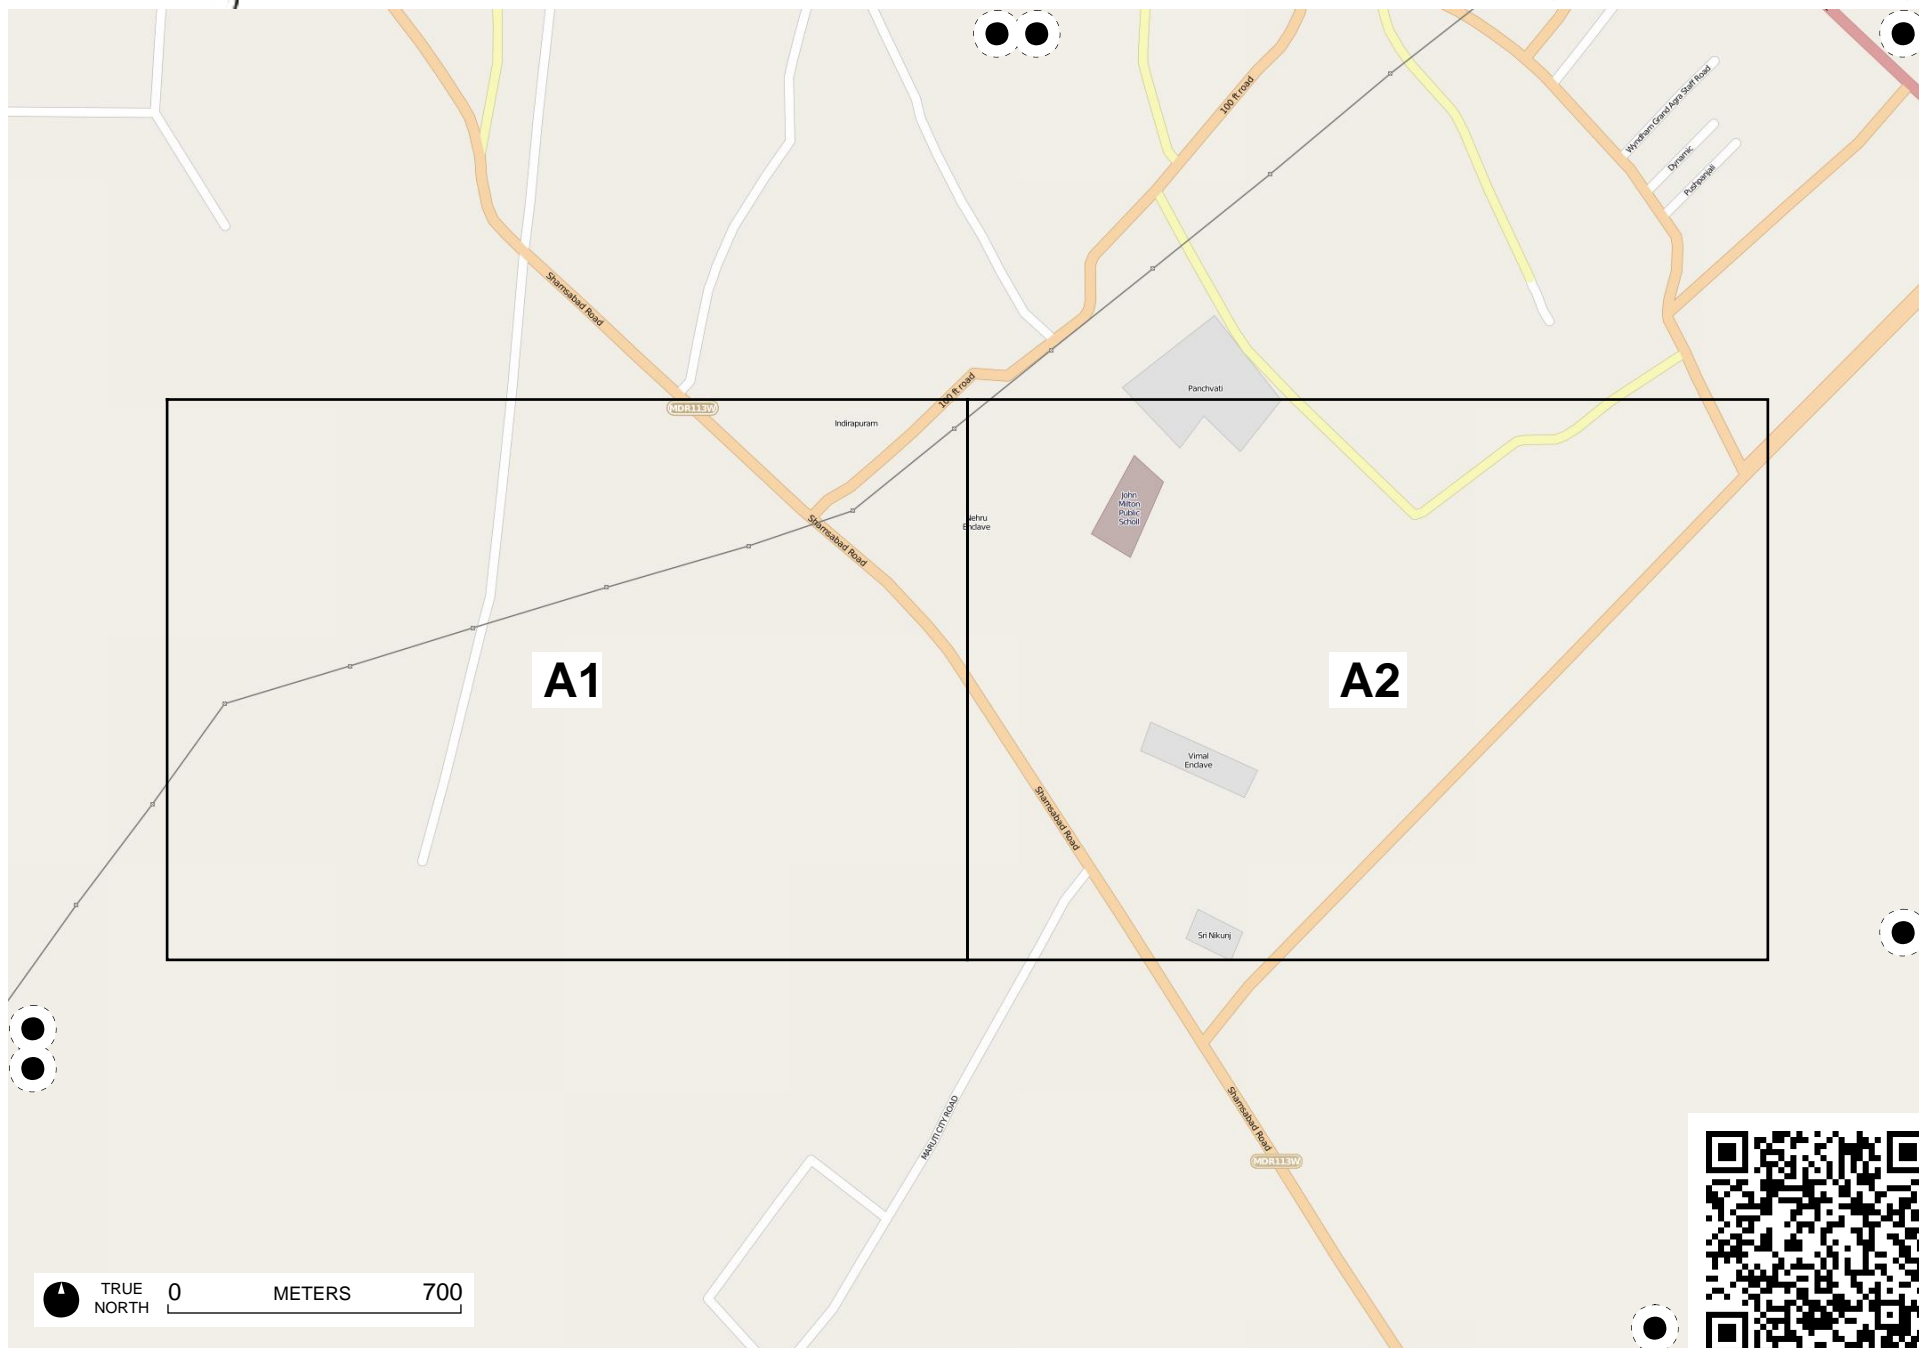 100 ft road
Wyndham Grand Agra Staff Road
Dynamic
Pushpanjali
Shamsabad Road
Panchvati
100 ft road
MDR113W
Indirapuram
John
Milton
Public
Scholl
Nehru
Enclave
Shamsabad Road
A1
A2
Vimal
Enclave
Shamsabad Road
Sri Nikunj
MARUTI CITY ROAD
Shamsabad Road
MDR113W
TRUE
NORTH
0 METERS 700